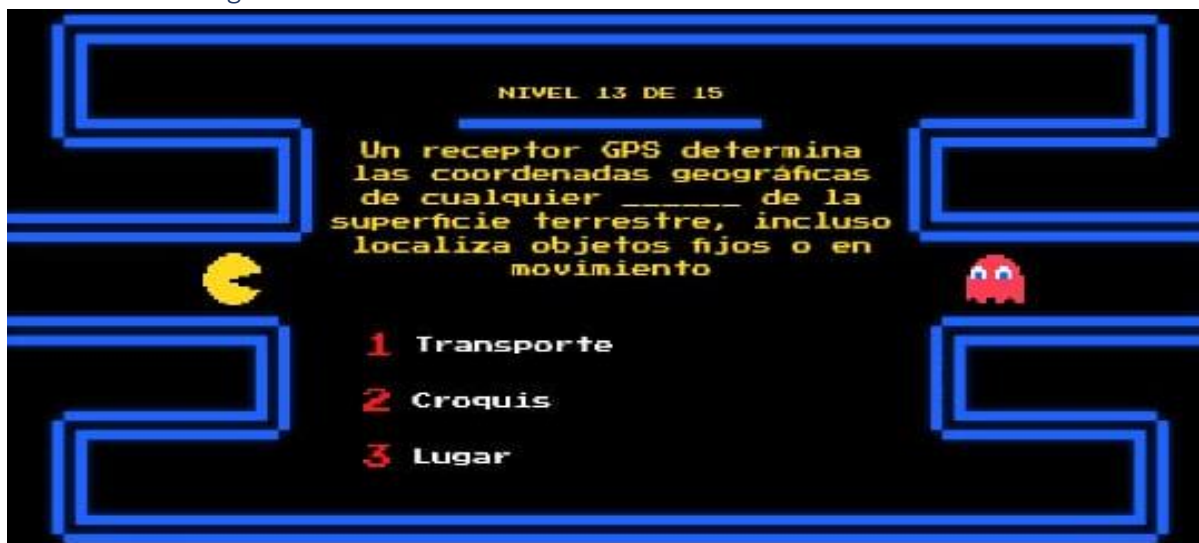 NIVEL 13 DE 15
Un receptor GPS determina
las coordenadas geográficas
de cualquier ______ de la
superficie terrestre, incluso
localiza objetos fijos o en
movimiento
1 Transporte
2 Croquis
3 Lugar